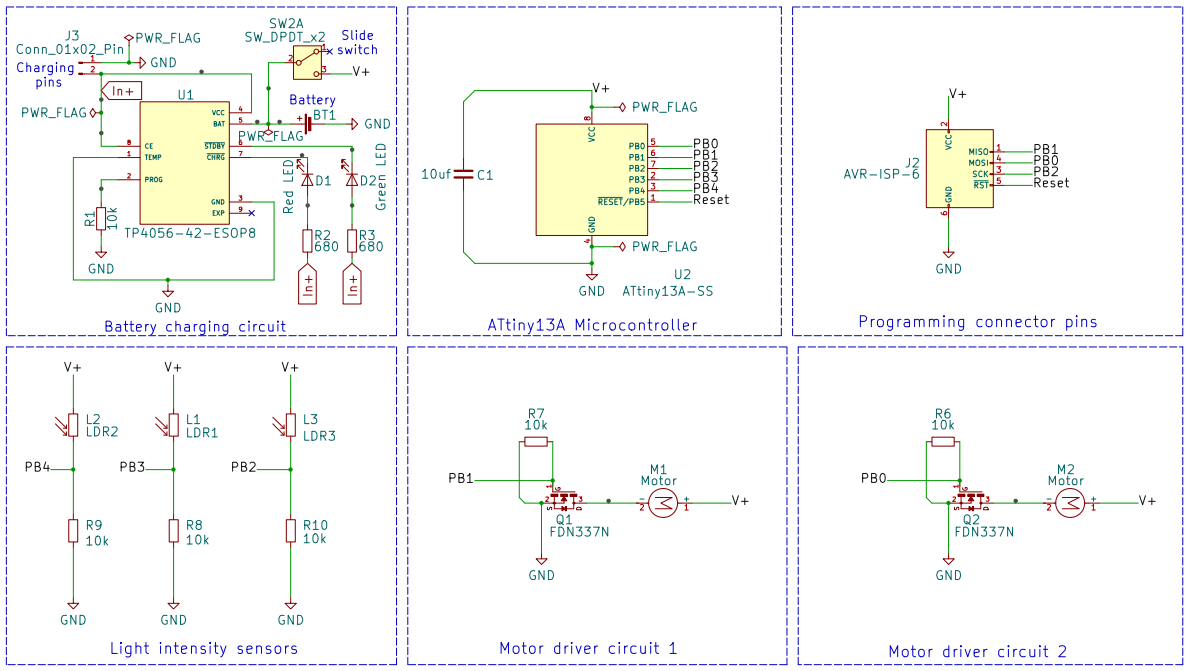 J3
Conn_01x02_Pin
PWR_FLAG
1
2
GND
Charging
pins
In+
PWR_FLAG
SW2A
SW_DPDT_x2
Slide
switch
1
2
3
V+
Battery
BT1
+
GND
PWR_FLAG
U1
VCC 4
BAT 5
8 CE
STDBY 6
1 TEMP
CHRG 7
2 PROG
GND 3
EXP 9
TP4056-42-ESOP8
R1
10k
GND
Red LED
D1
D2
Green LED
R2
680
R3
680
In+
In+
GND
Battery charging circuit
V+
PWR_FLAG
8
VCC
10uf
C1
PB0 5 PB0
PB1 6 PB1
PB2 7 PB2
PB3 2 PB3
PB4 3 PB4
RESET/PB5 1 Reset
GND
4
PWR_FLAG
GND
U2
ATtiny13A-SS
ATtiny13A Microcontroller
V+
2
VCC
J2
AVR-ISP-6
MISO 1 PB1
MOSI 4 PB0
SCK 3 PB2
RST 5 Reset
GND
6
GND
Programming connector pins
V+
V+
V+
L2
LDR2
L1
LDR1
L3
LDR3
PB4
PB3
PB2
R9
10k
R8
10k
R10
10k
GND
GND
GND
Light intensity sensors
R7
10k
PB1
1
G
2
S
3
D
Q1
FDN337N
M1
Motor
-
2
M
+
1
V+
GND
Motor driver circuit 1
R6
10k
PB0
1
G
2
S
3
D
Q2
FDN337N
M2
Motor
-
2
M
+
1
V+
GND
Motor driver circuit 2